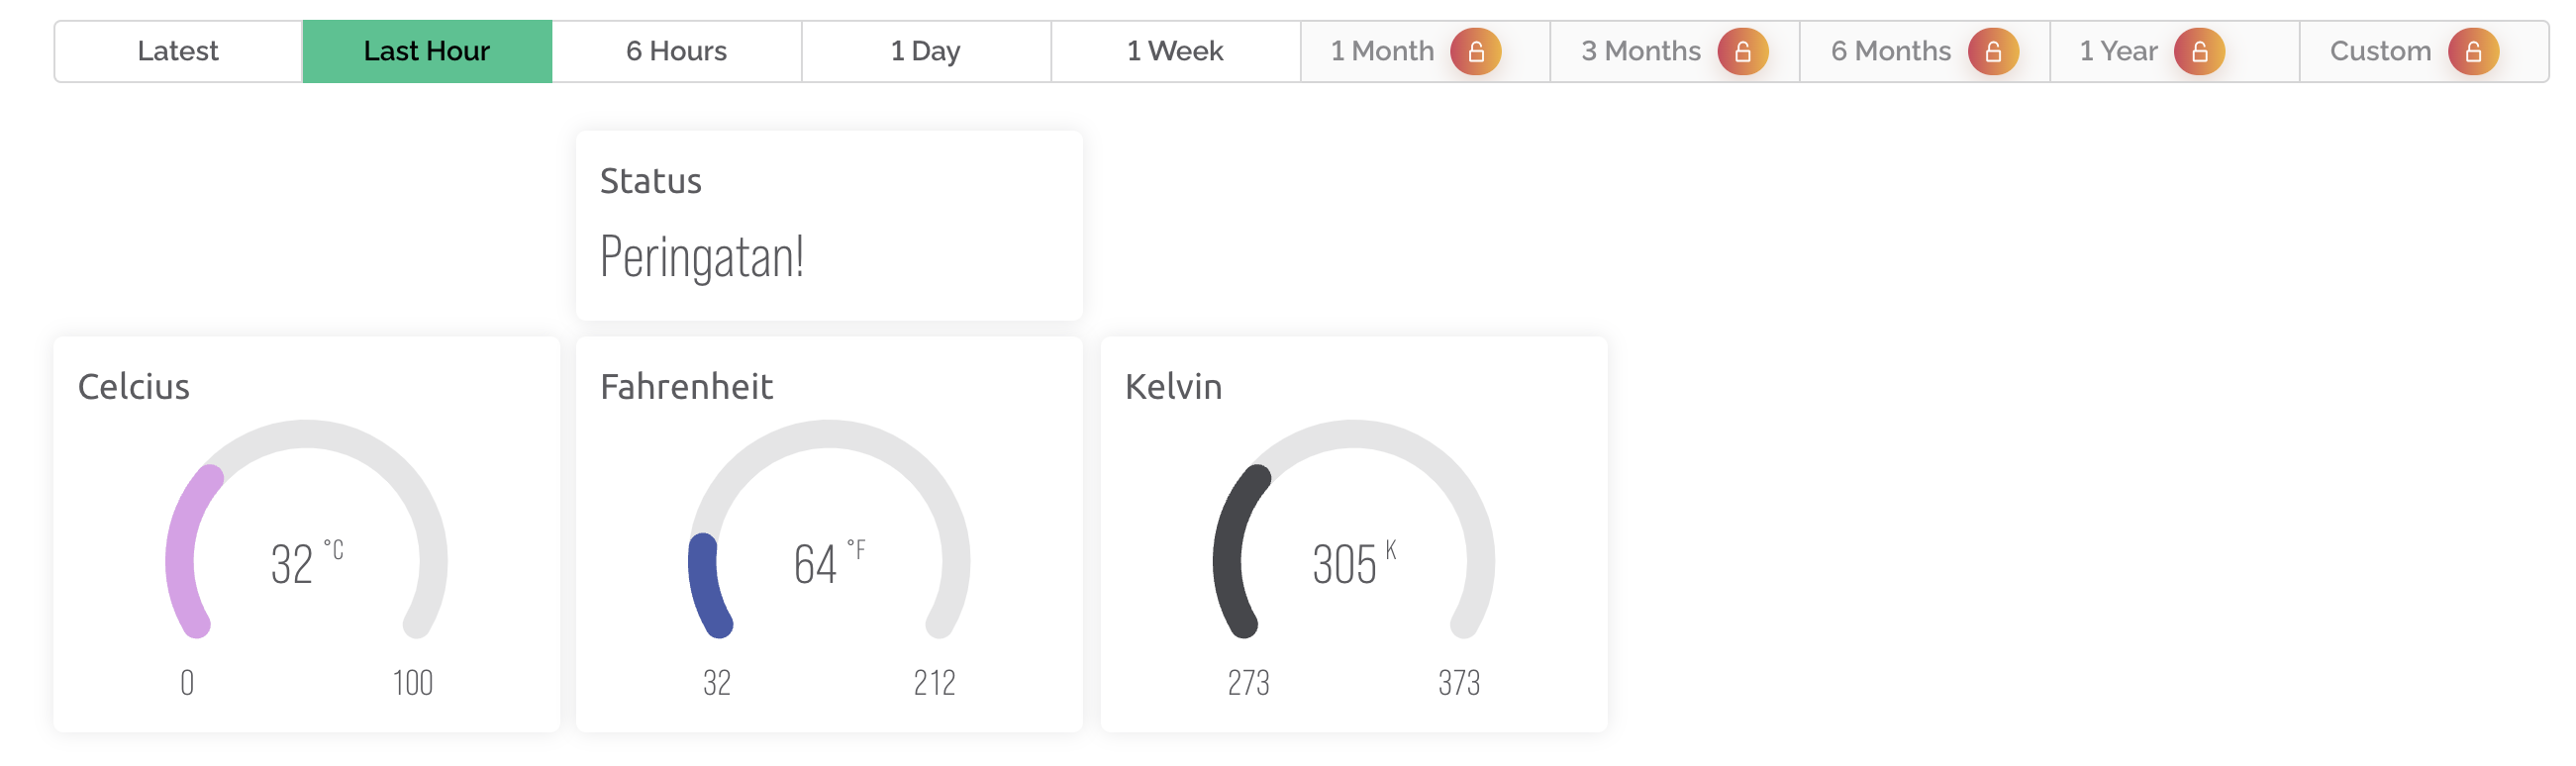 Latest Last Hour 6 Hours 1 Day 1 Week 1 Month 3 Months 6 Months 1 Year Custom
Status
Peringatan!
Celcius
32 °C
0 100
Fahrenheit
64 °F
32 212
Kelvin
305 K
273 373